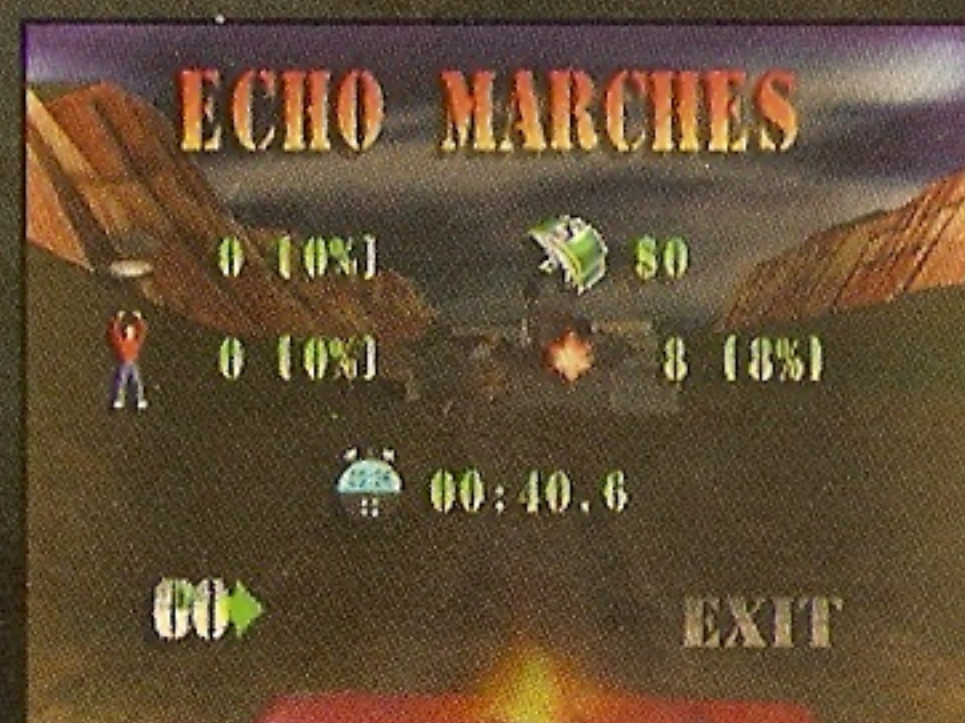 ECHO MARCHES
0 (0%) $0
0 (0%) 8 (8%)
00:40.6
GO
EXIT